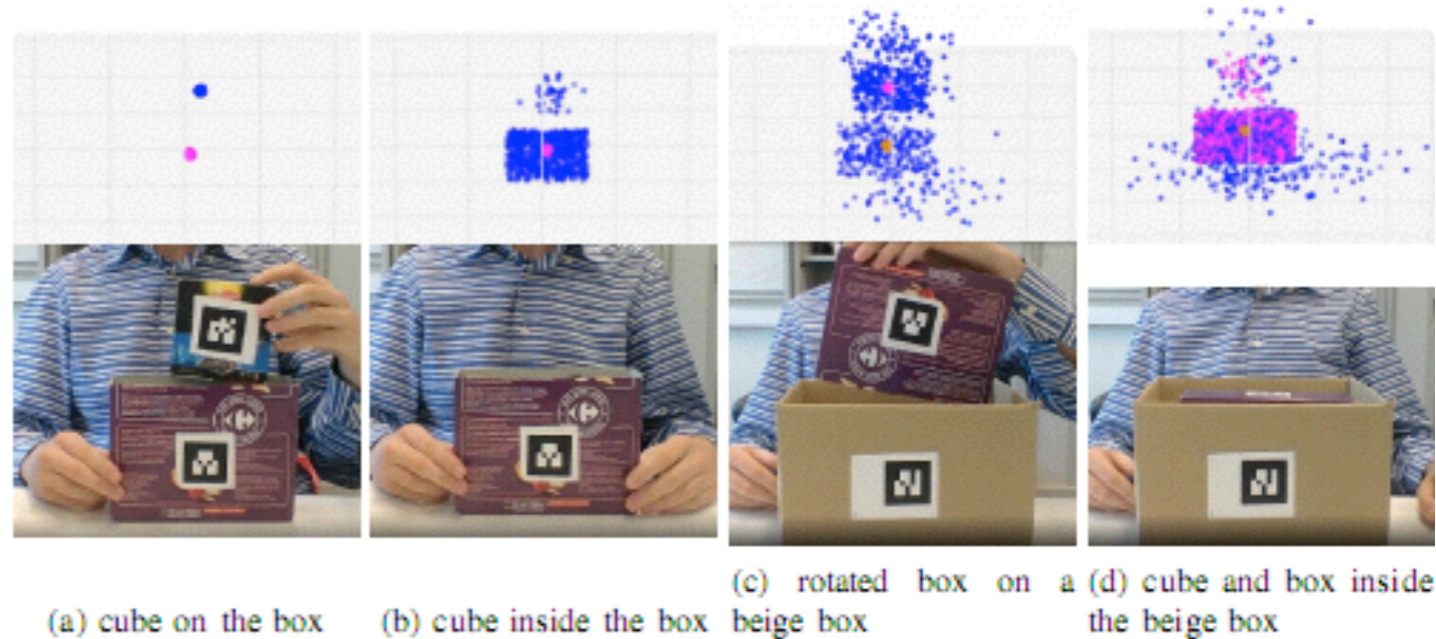 (a) cube on the box
(b) cube inside the box
(c) rotated box on a
beige box
(d) cube and box inside
the beige box